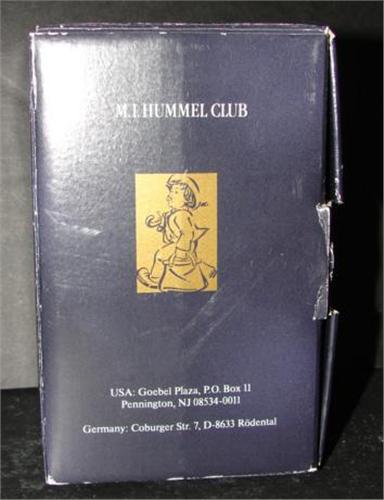 M.I. HUMMEL CLUB
USA: Goebel Plaza, P.O. Box 11
Pennington, NJ 08534-0011
Germany: Coburger Str. 7, D-8633 Rödental